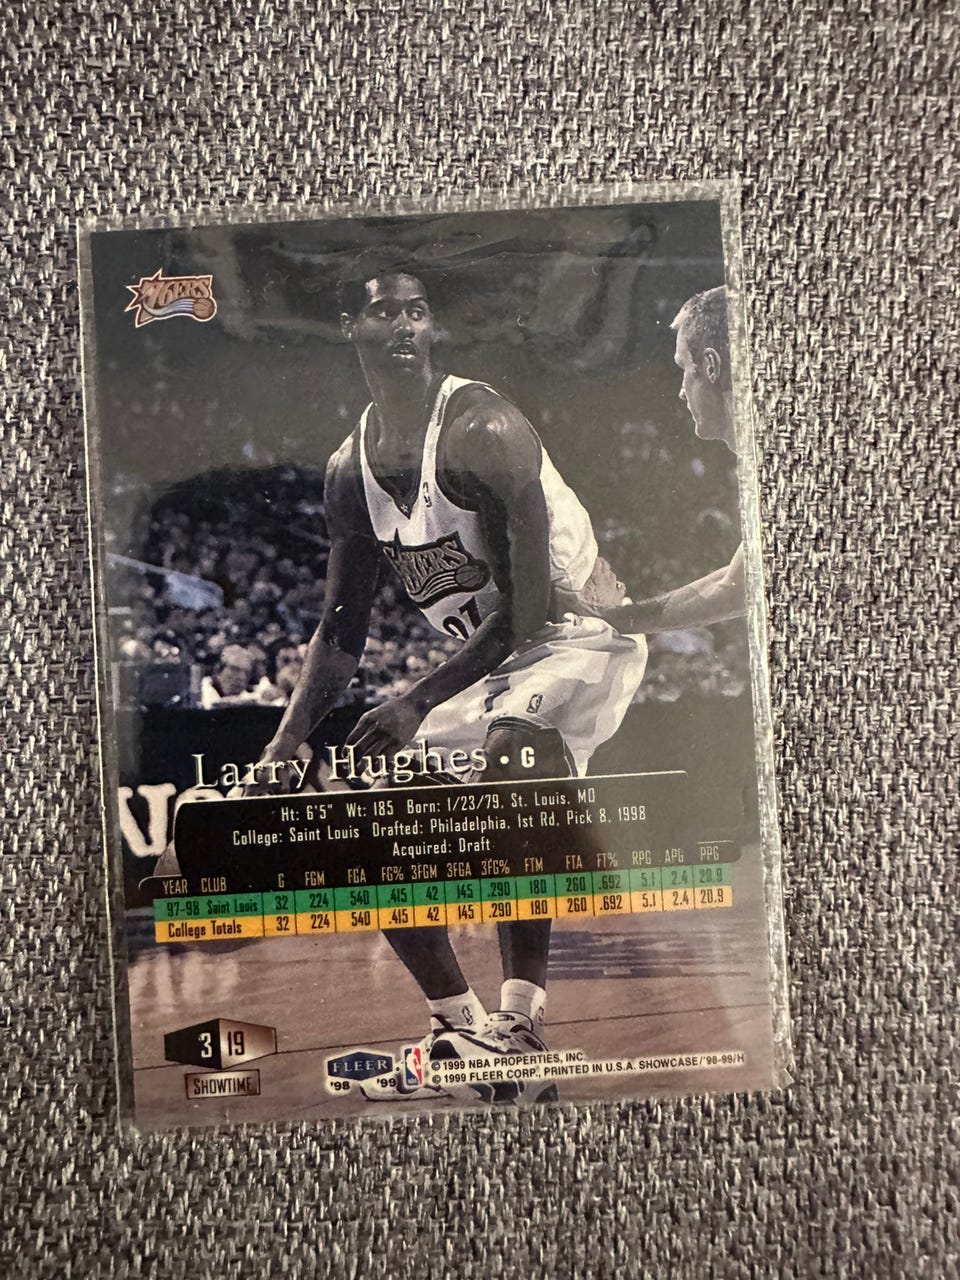 76ERS
SIXERS
21
Larry Hughes • G
Ht: 6'5" Wt: 185 Born: 1/23/79, St. Louis, MO
College: Saint Louis Drafted: Philadelphia, 1st Rd, Pick 8, 1998
Acquired: Draft
YEAR CLUB G FGM FGA FG% 3FGM 3FGA 3FG% FTM FTA FT% RPG APG PPG
97-98 Saint Louis 32 224 540 .415 42 145 .290 180 260 .692 5.1 2.4 20.9
College Totals 32 224 540 .415 42 145 .290 180 260 .692 5.1 2.4 20.9
3 19
SHOWTIME
FLEER
'98 '99
NBA
© 1999 NBA PROPERTIES, INC.
© 1999 FLEER CORP., PRINTED IN U.S.A. SHOWCASE/'98-99/H